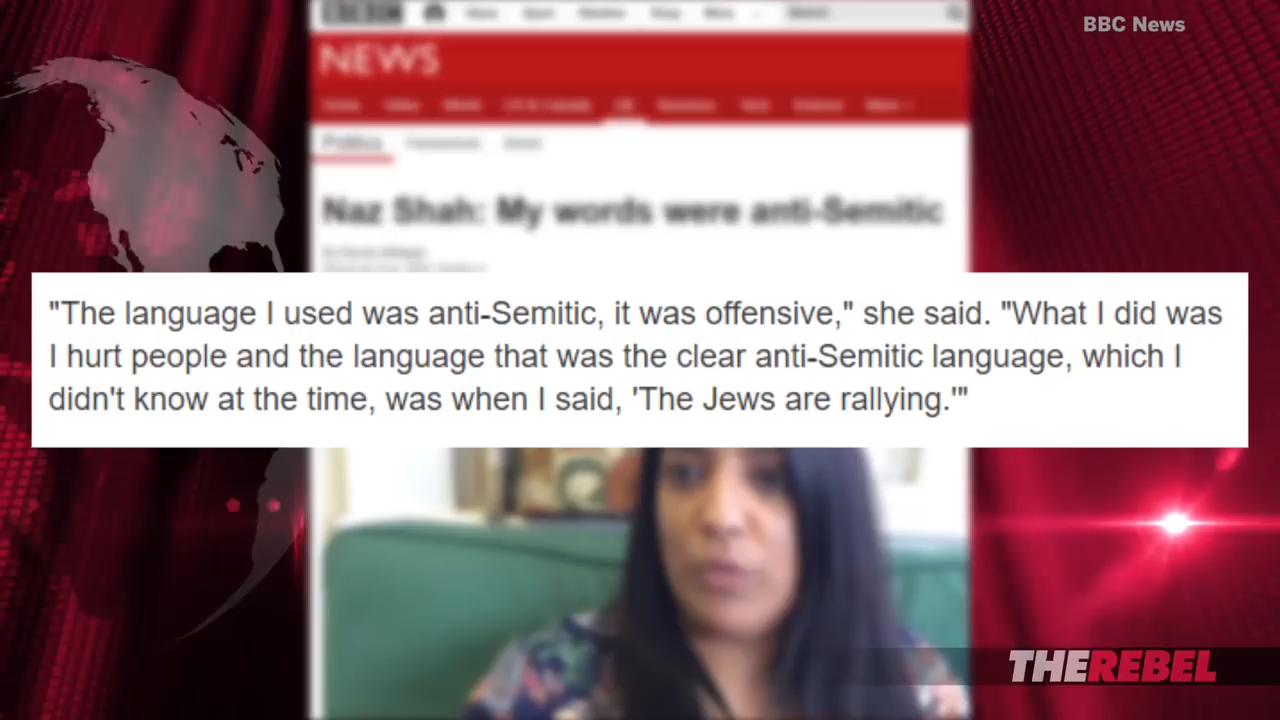 BBC News
NEWS
Politics
Naz Shah: My words were anti-Semitic
"The language I used was anti-Semitic, it was offensive," she said. "What I did was
I hurt people and the language that was the clear anti-Semitic language, which I
didn't know at the time, was when I said, 'The Jews are rallying.'"
THEREBEL